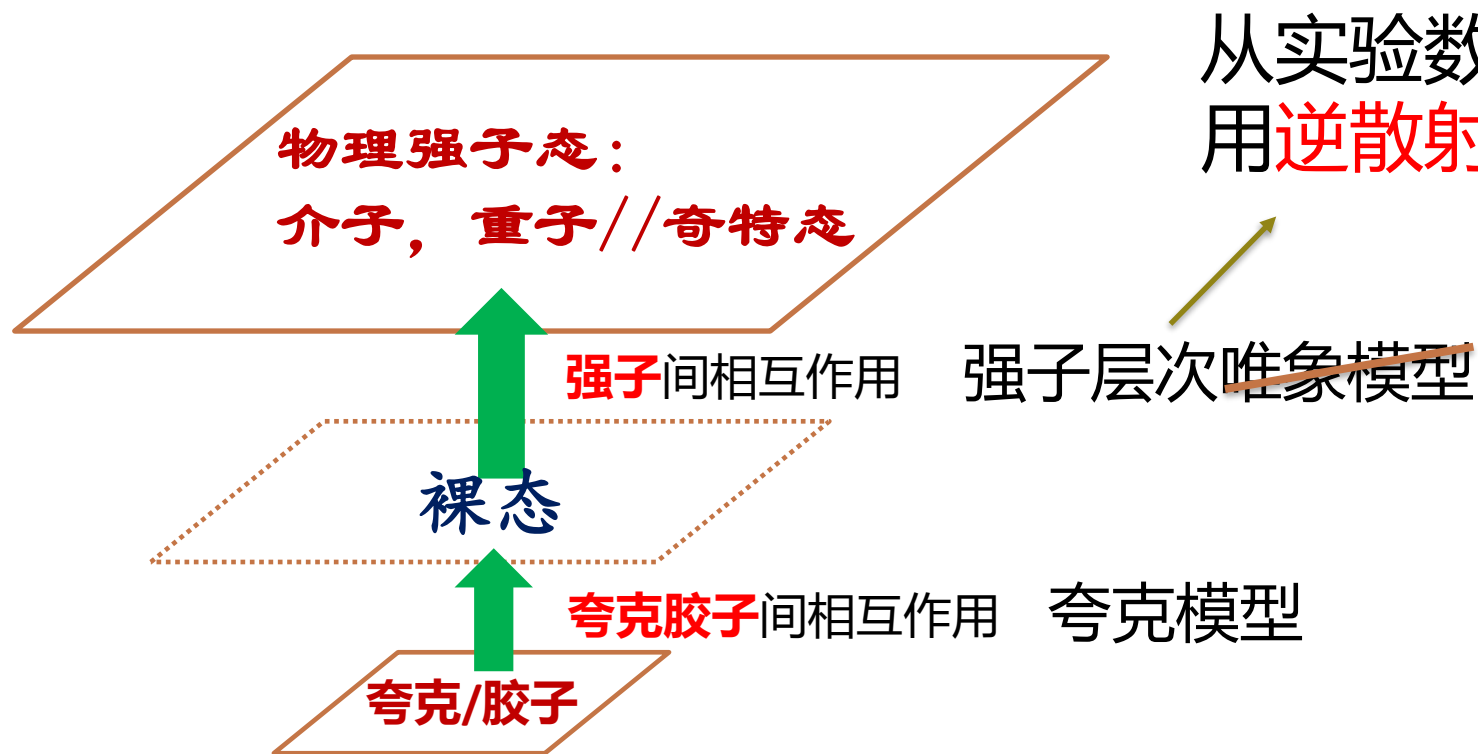 从实验数
用逆散射
物理强子态：
介子，重子//奇特态
强子间相互作用
强子层次唯象模型
裸态
夸克胶子间相互作用
夸克模型
夸克/胶子